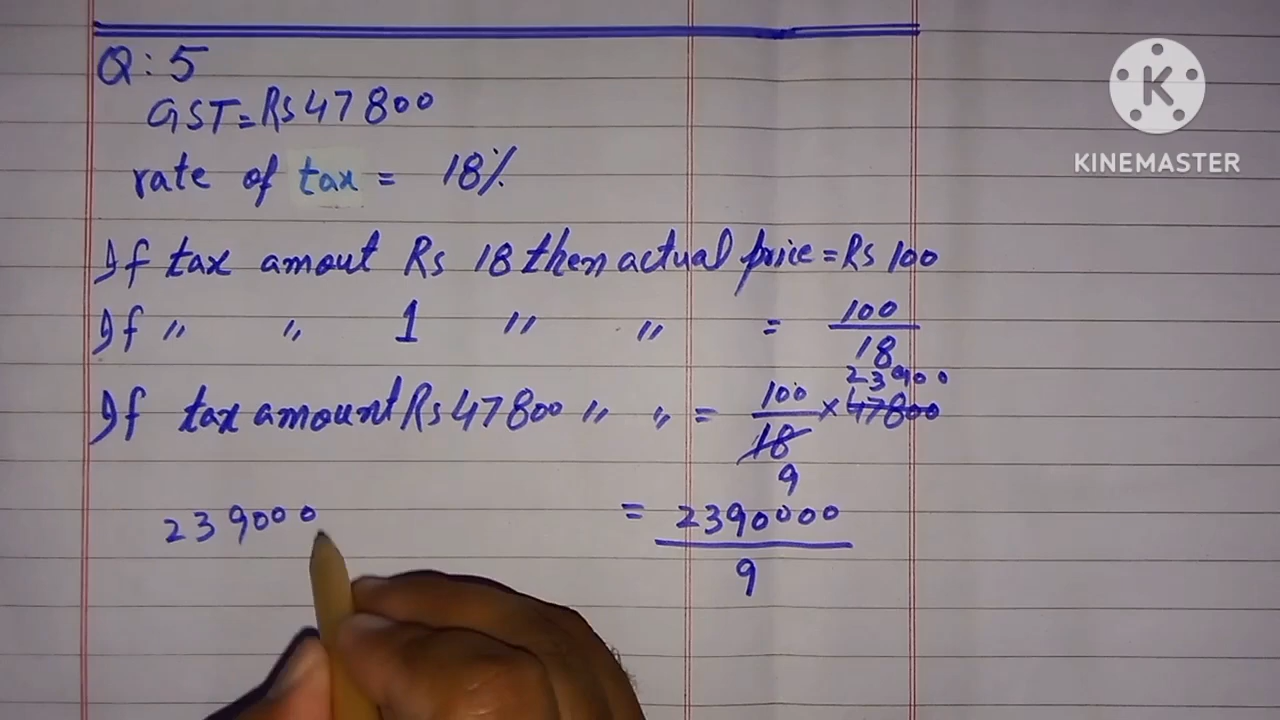 Q : 5
GST = Rs 47800
rate of tax = 18%
If tax amout Rs 18 then actual price = Rs 100
If " " 1 " " = 100/18
If tax amount Rs 47800 " " = 100/18 × 47800
23900
9
= 2390000/9
239000
K
KINEMASTER